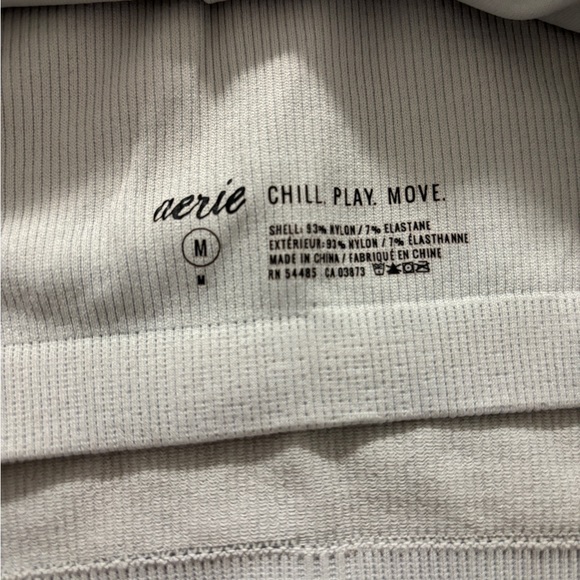 aerie CHILL. PLAY. MOVE.
M
M
SHELL: 93% NYLON / 7% ELASTANE
EXTÉRIEUR: 93% NYLON / 7% ÉLASTHANNE
MADE IN CHINA / FABRIQUÉ EN CHINE
RN 54485 CA 03873